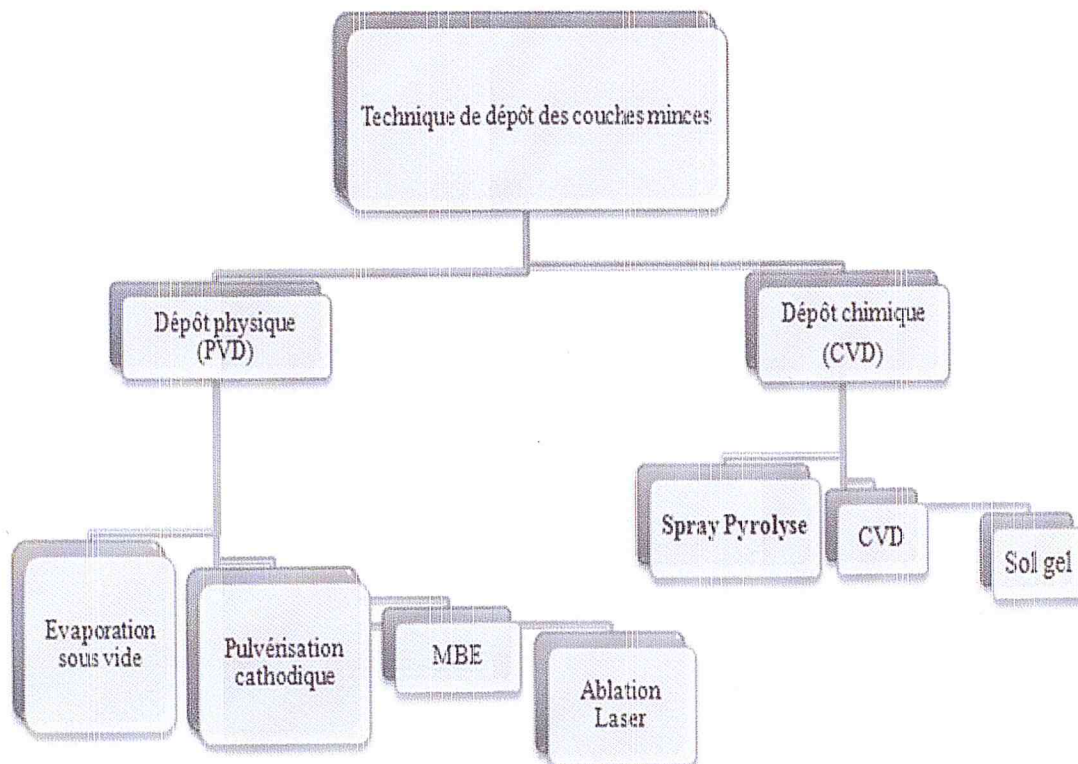 Technique de dépôt des couches minces
Dépôt physique
(PVD)
Dépôt chimique
(CVD)
Spray Pyrolyse
CVD
Soll gel
Evaporation
sous vide
Pulvérisation
cathodique
MBE
Ablation
Laser